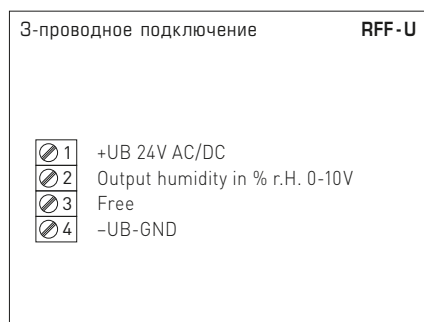 3-проводное подключение RFF-U
1 +UB 24V AC/DC
2 Output humidity in % r.H. 0-10V
3 Free
4 –UB-GND